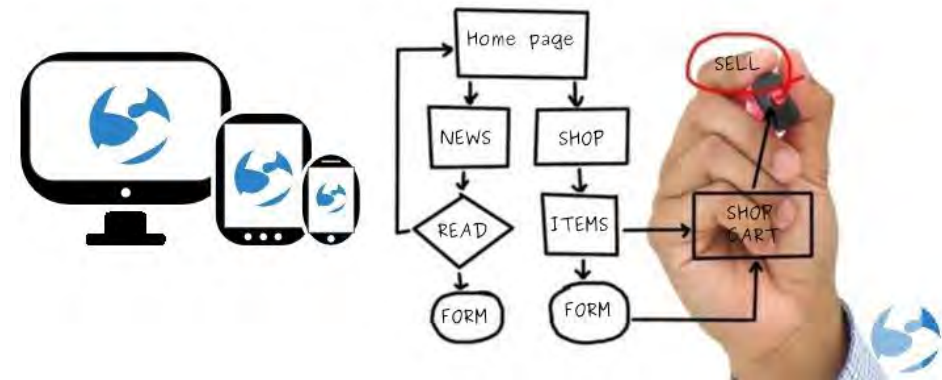 Home page
SELL
NEWS
SHOP
READ
ITEMS
SHOP
CART
FORM
FORM